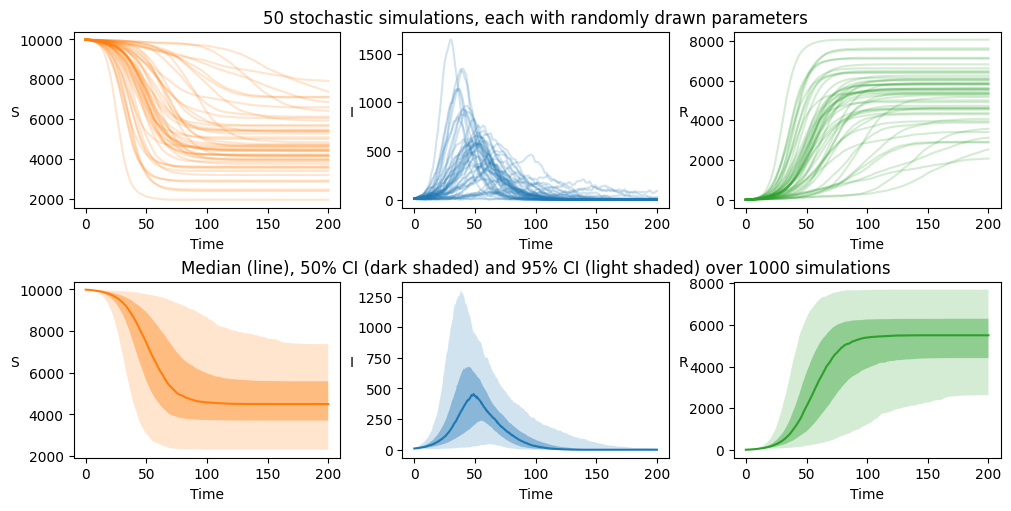 50 stochastic simulations, each with randomly drawn parameters
10000
8000
6000
4000
2000
S
0 50 100 150 200
Time
1500
1000
500
0
I
0 50 100 150 200
Time
8000
6000
4000
2000
0
R
0 50 100 150 200
Time
Median (line), 50% CI (dark shaded) and 95% CI (light shaded) over 1000 simulations
10000
8000
6000
4000
2000
S
0 50 100 150 200
Time
1250
1000
750
500
250
0
I
0 50 100 150 200
Time
8000
6000
4000
2000
0
R
0 50 100 150 200
Time